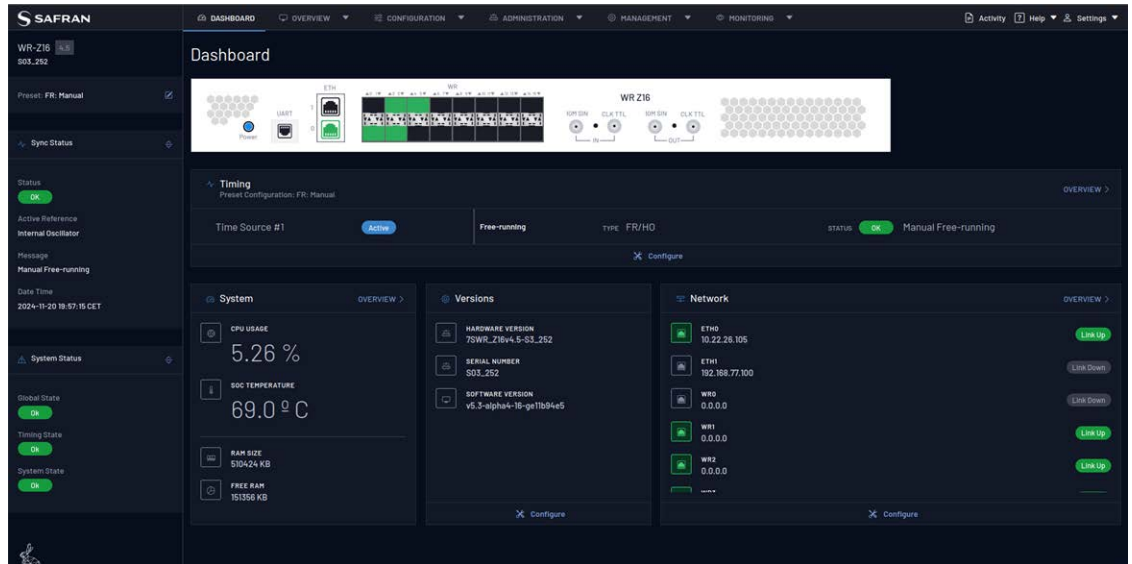 SAFRAN
DASHBOARD
OVERVIEW
CONFIGURATION
ADMINISTRATION
MANAGEMENT
MONITORING
Activity
? Help
Settings
WR-Z16 4.5
S03_252
Preset: FR: Manual
Sync Status
Status
OK
Active Reference
Internal Oscillator
Message
Manual Free-running
Date Time
2024-11-20 19:57:15 CET
System Status
Global State
Ok
Timing State
Ok
System State
Ok
Dashboard
Power
UART
ETH
1
0
WR
WR Z16
10M SIN CLK TTL
10M SIN CLK TTL
IN
OUT
Timing
OVERVIEW >
Preset Configuration: FR: Manual
Time Source #1 Active Free-running TYPE FR/HO STATUS OK Manual Free-running
Configure
System OVERVIEW >
CPU USAGE
5.26 %
SOC TEMPERATURE
69.0 º C
RAM SIZE
510424 KB
FREE RAM
151356 KB
Versions
HARDWARE VERSION
7SWR_Z16v4.5-S3_252
SERIAL NUMBER
S03_252
SOFTWARE VERSION
v5.3-alpha4-16-ge11b94e5
Configure
Network OVERVIEW >
ETH0
10.22.26.105 Link Up
ETH1
192.168.77.100 Link Down
WR0
0.0.0.0 Link Down
WR1
0.0.0.0 Link Up
WR2
0.0.0.0 Link Up
Configure